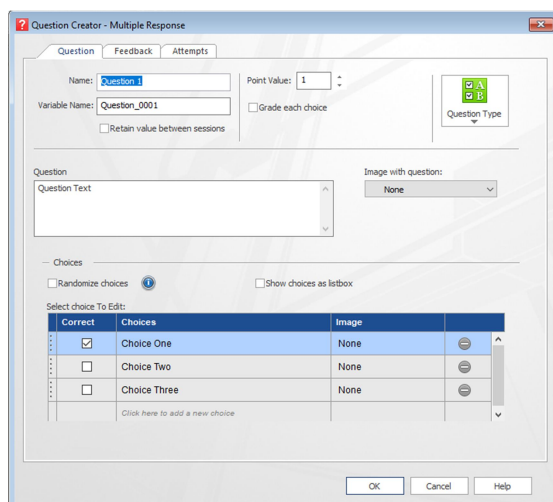 Question Creator - Multiple Response
Question Feedback Attempts
Name: Question 1 Point Value: 1
Variable Name: Question_0001 Grade each choice
Retain value between sessions
A
B
Question Type
Question Image with question:
Question Text None
Choices
Randomize choices Show choices as listbox
Select choice To Edit:
Correct Choices Image
Choice One None
Choice Two None
Choice Three None
Click here to add a new choice
OK Cancel Help